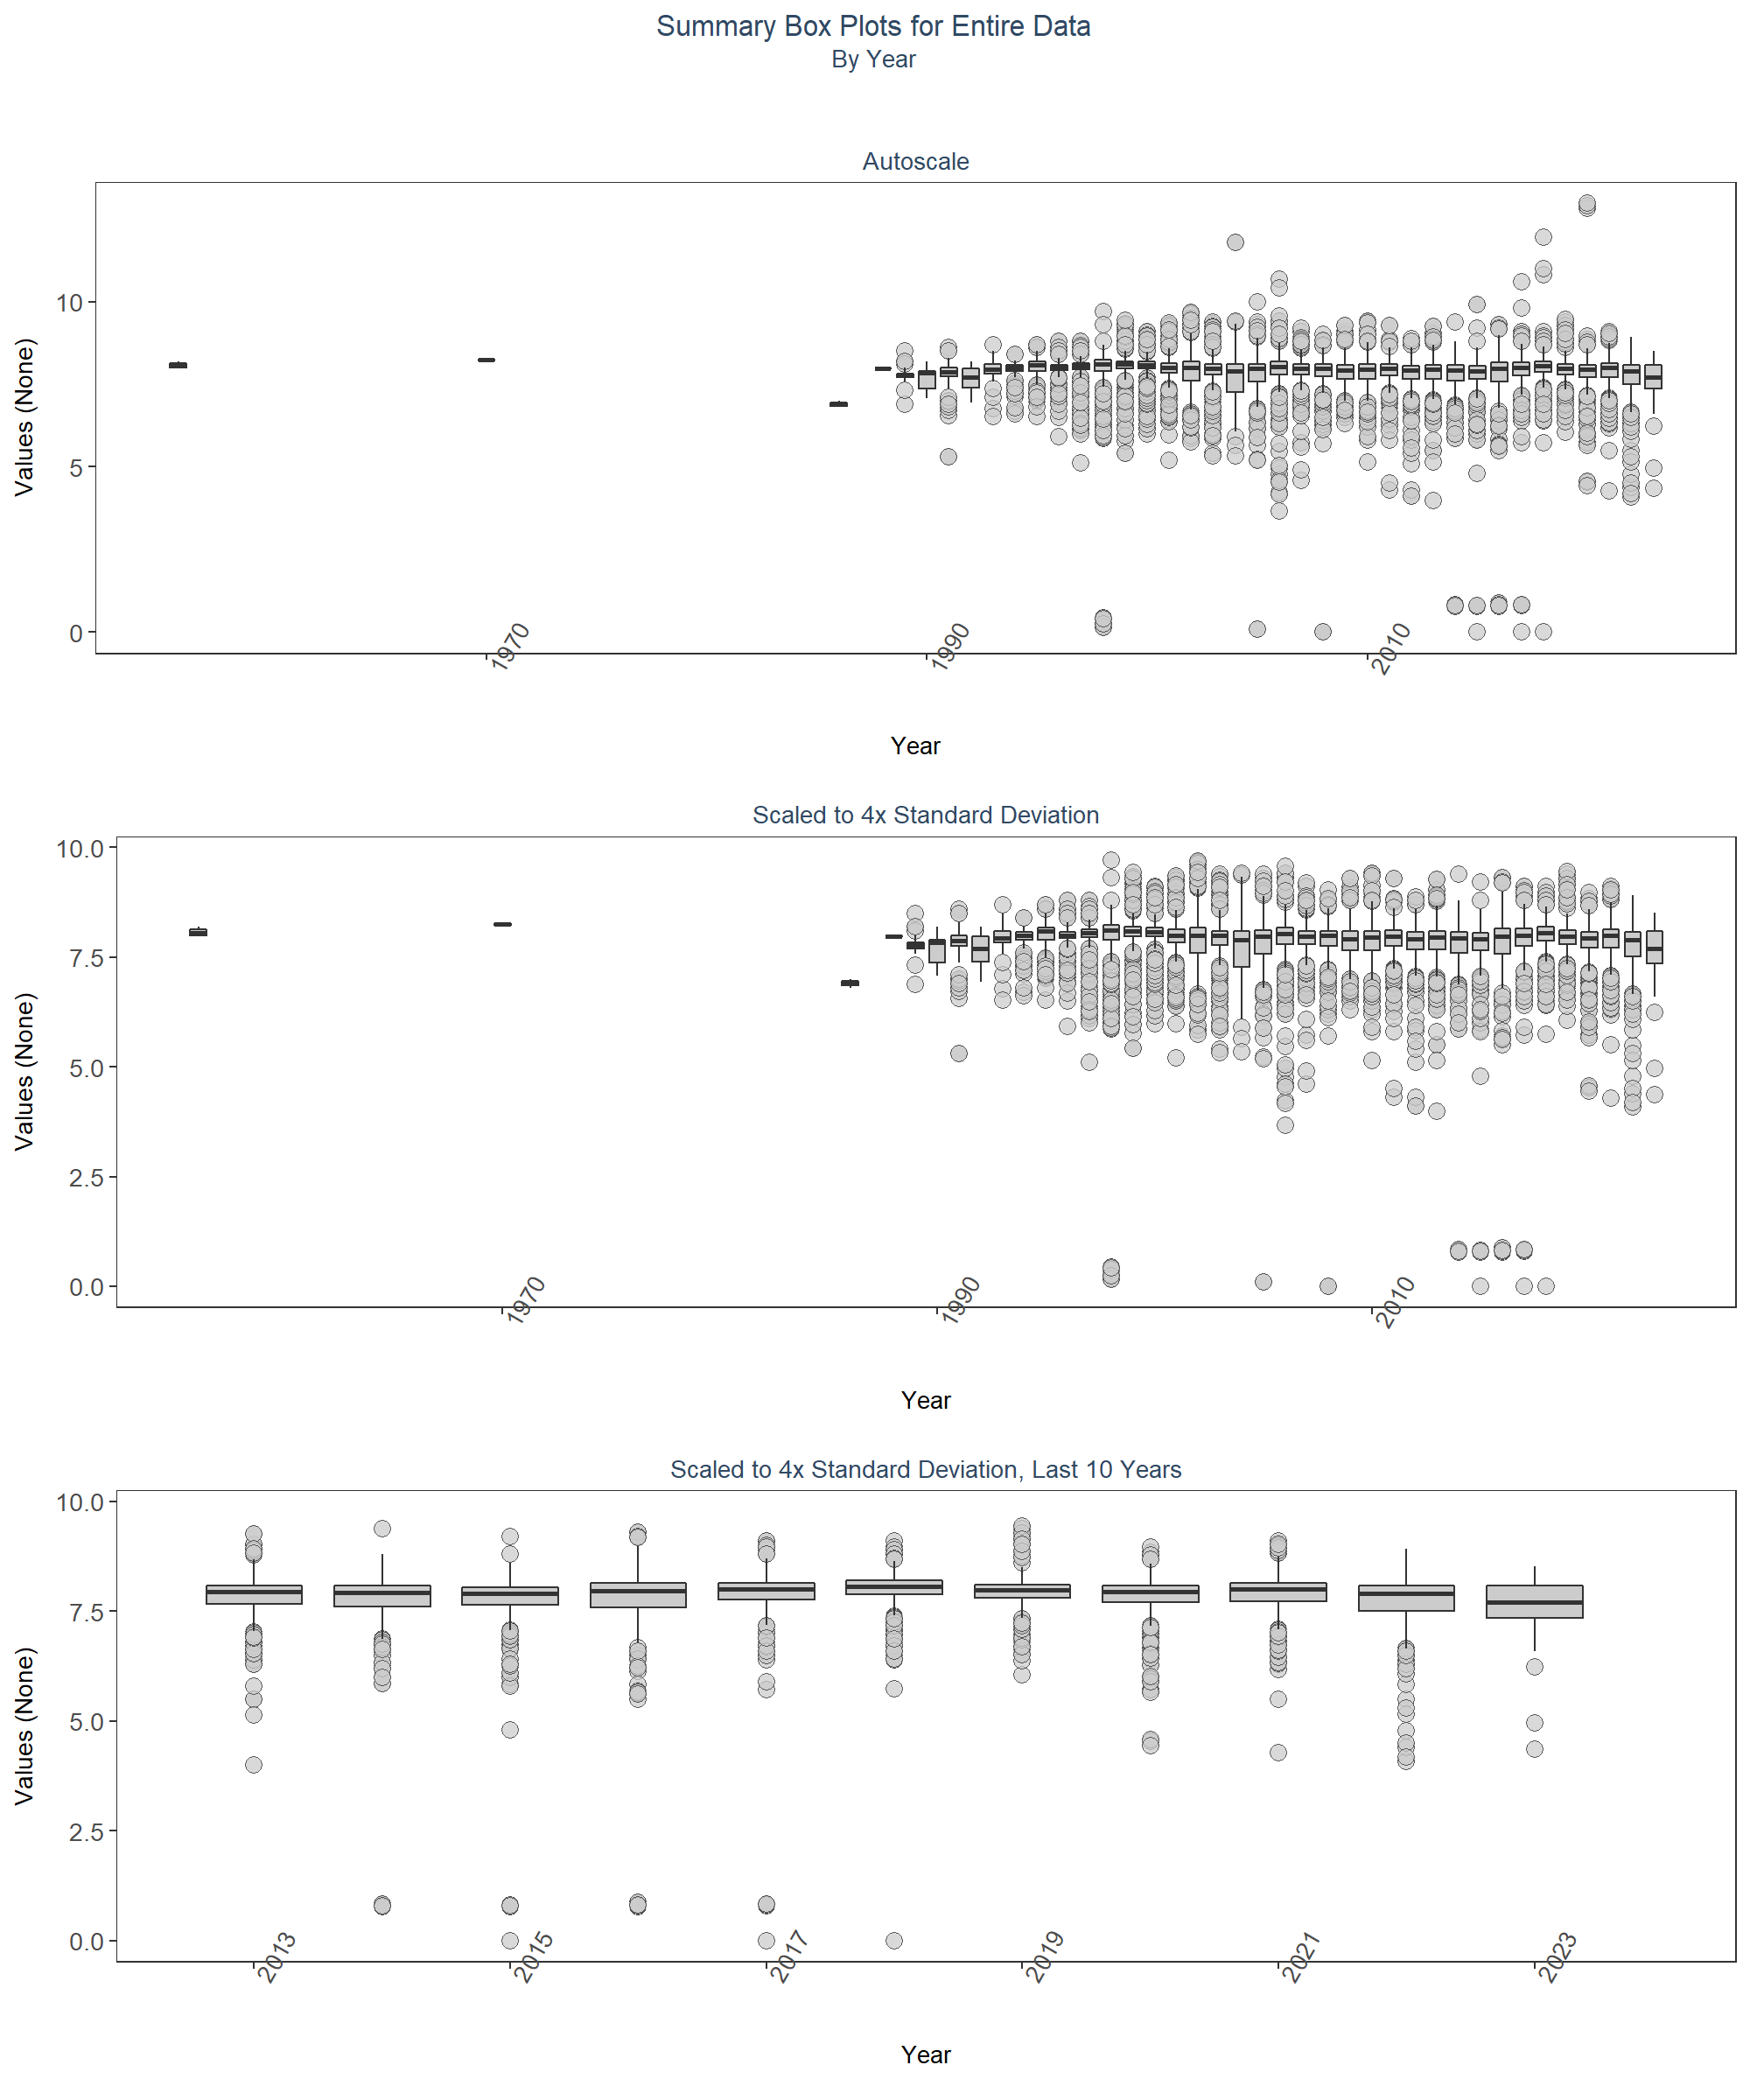 Summary Box Plots for Entire Data
By Year
Autoscale
Values (None)
10
5
0
1970
1990
2010
Year
Scaled to 4x Standard Deviation
Values (None)
10.0
7.5
5.0
2.5
0.0
1970
1990
2010
Year
Scaled to 4x Standard Deviation, Last 10 Years
Values (None)
10.0
7.5
5.0
2.5
0.0
2013
2015
2017
2019
2021
2023
Year